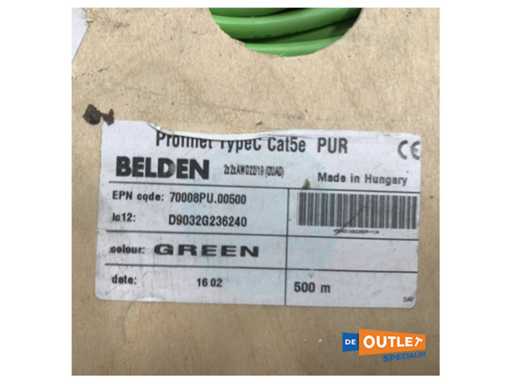 Profinet TypeC Cat5e PUR
CE
BELDEN 2x2xAWG22/19 (QUAD)
Made in Hungary
EPN code: 70008PU.00500
lc12: D9032G236240
colour: GREEN
date: 16 02
500 m
DE OUTLET
SPECIALIST